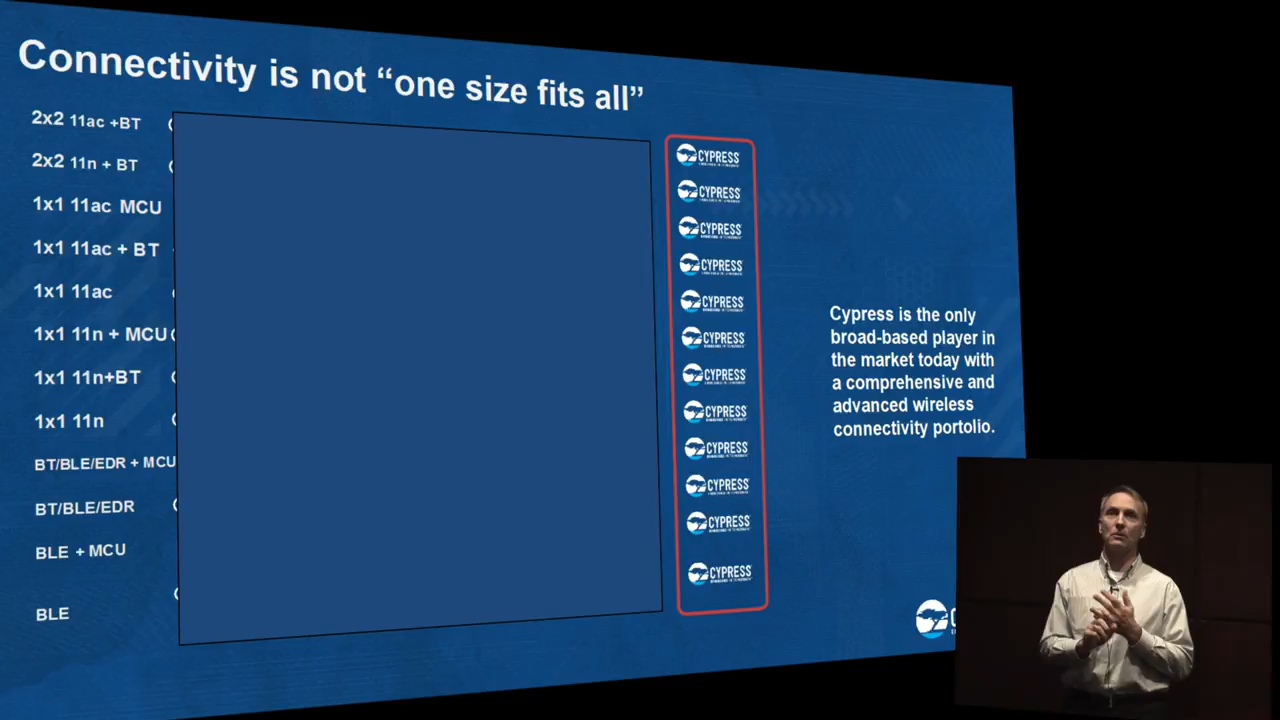 Connectivity is not “one size fits all”
2x2 11ac +BT
2x2 11n + BT
1x1 11ac MCU
1x1 11ac + BT
1x1 11ac
1x1 11n + MCU
1x1 11n+BT
1x1 11n
BT/BLE/EDR + MCU
BT/BLE/EDR
BLE + MCU
BLE
CYPRESS
CYPRESS
CYPRESS
CYPRESS
CYPRESS
CYPRESS
CYPRESS
CYPRESS
CYPRESS
CYPRESS
CYPRESS
CYPRESS
Cypress is the only
broad-based player in
the market today with
a comprehensive and
advanced wireless
connectivity portolio.